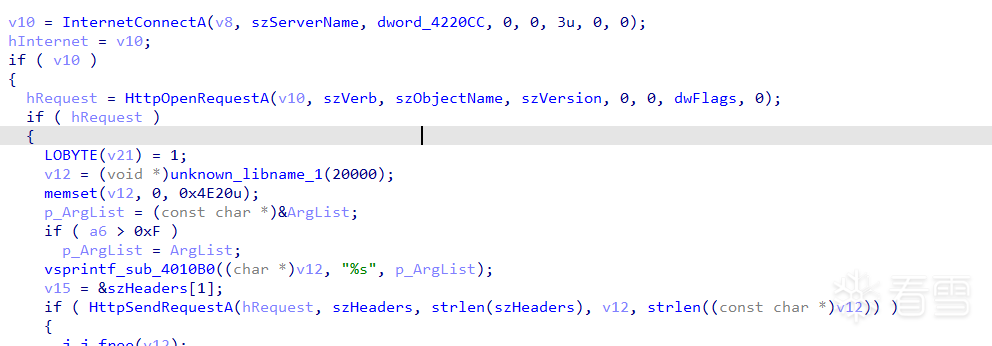 v10 = InternetConnectA(v8, szServerName, dword_4220CC, 0, 0, 3u, 0, 0);
hInternet = v10;
if ( v10 )
{
  hRequest = HttpOpenRequestA(v10, szVerb, szObjectName, szVersion, 0, 0, dwFlags, 0);
  if ( hRequest )
  {
    LOBYTE(v21) = 1;
    v12 = (void *)unknown_libname_1(20000);
    memset(v12, 0, 0x4E20u);
    p_ArgList = (const char *)&ArgList;
    if ( a6 > 0xF )
      p_ArgList = ArgList;
    vsprintf_sub_4010B0((char *)v12, "%s", p_ArgList);
    v15 = &szHeaders[1];
    if ( HttpSendRequestA(hRequest, szHeaders, strlen(szHeaders), v12, strlen((const char *)v12)) )
    {
      j_j_free(v12);
看雪